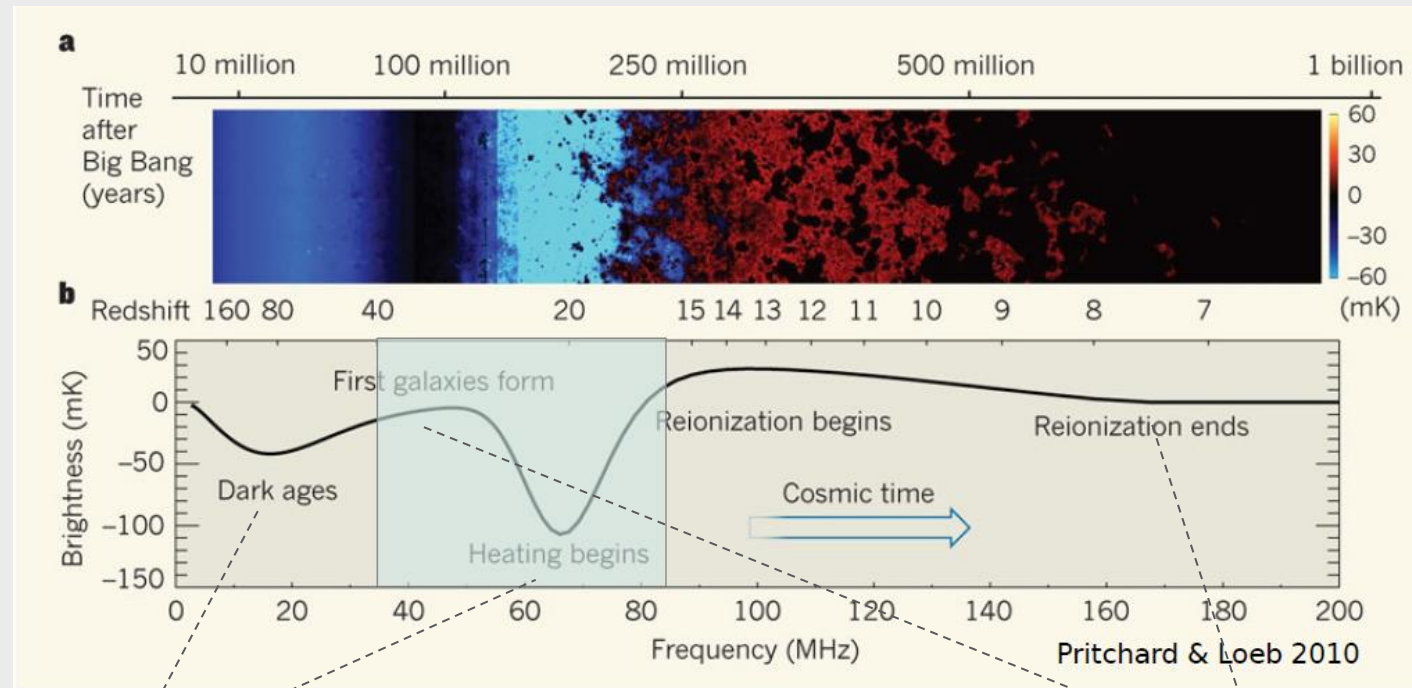 a
10 million 100 million 250 million 500 million 1 billion
Time
after
Big Bang
(years)
60
30
0
–30
–60
(mK)
b
Redshift 160 80 40 20 15 14 13 12 11 10 9 8 7
Brightness (mK)
50
0
–50
–100
–150
First galaxies form
Reionization begins
Reionization ends
Dark ages
Cosmic time
Heating begins
0 20 40 60 80 100 120 140 160 180 200
Frequency (MHz)
Pritchard & Loeb 2010